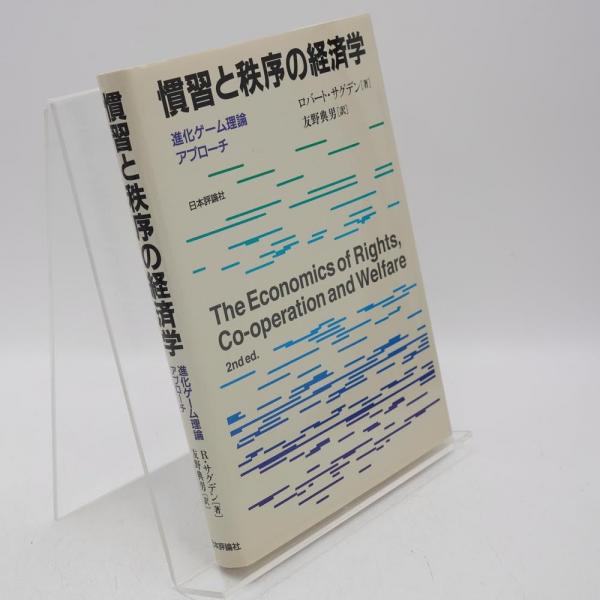 慣習と秩序の経済学
ロバート・サグデン[著]
友野典男[訳]
進化ゲーム理論
アプローチ
日本評論社
The Economics of Rights,
Co-operation and Welfare
2nd ed.
慣習と秩序の経済学
進化ゲーム理論
アプローチ
R・サグデン[著]
友野典男[訳]
日本評論社